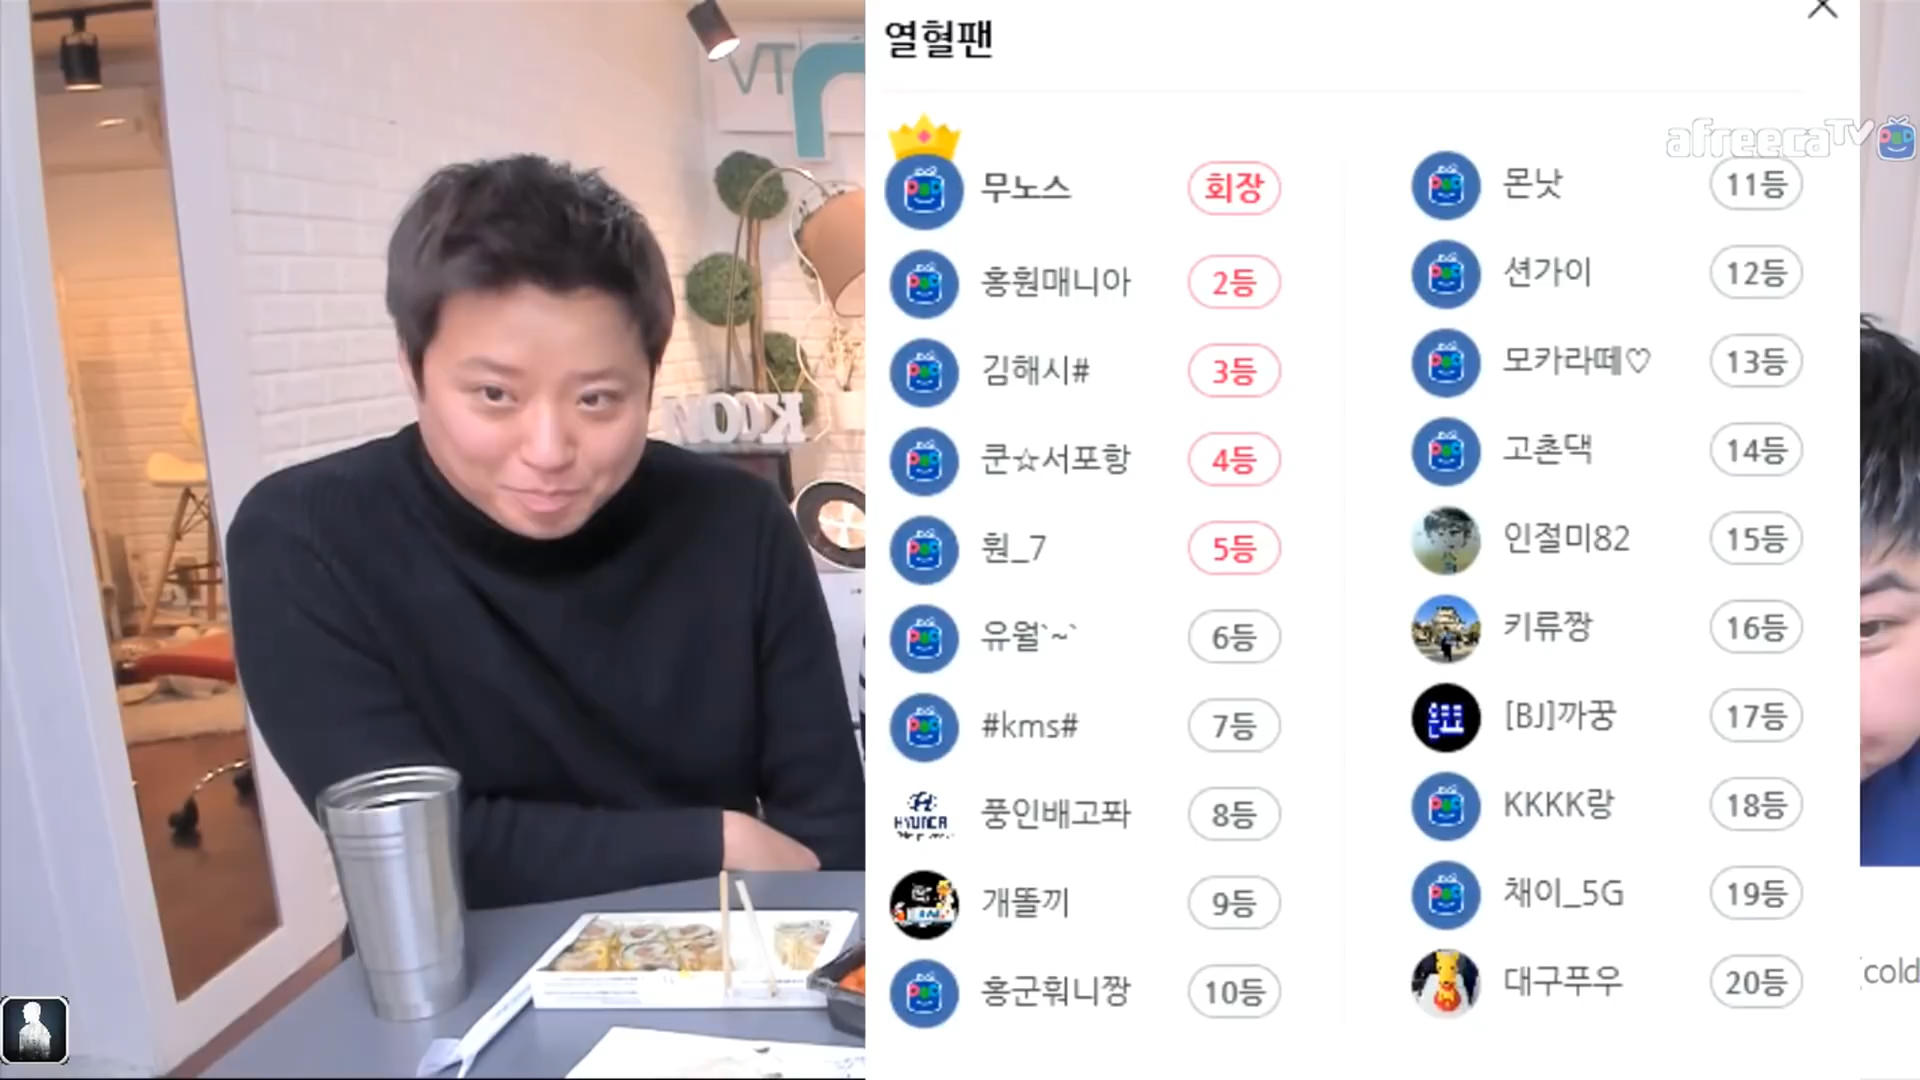 열혈팬
afreecaTV
무노스 회장
홍훤매니아 2등
김해시# 3등
쿤☆서포항 4등
훤_7 5등
유월`~` 6등
#kms# 7등
풍인배고퐈 8등
개똘끼 9등
홍군훠니짱 10등
몬낫 11등
션가이 12등
모카라떼♡ 13등
고촌댁 14등
인절미82 15등
키류짱 16등
[BJ]까꿍 17등
KKKK랑 18등
채이_5G 19등
대구푸우 20등
(cold
VT
KOON